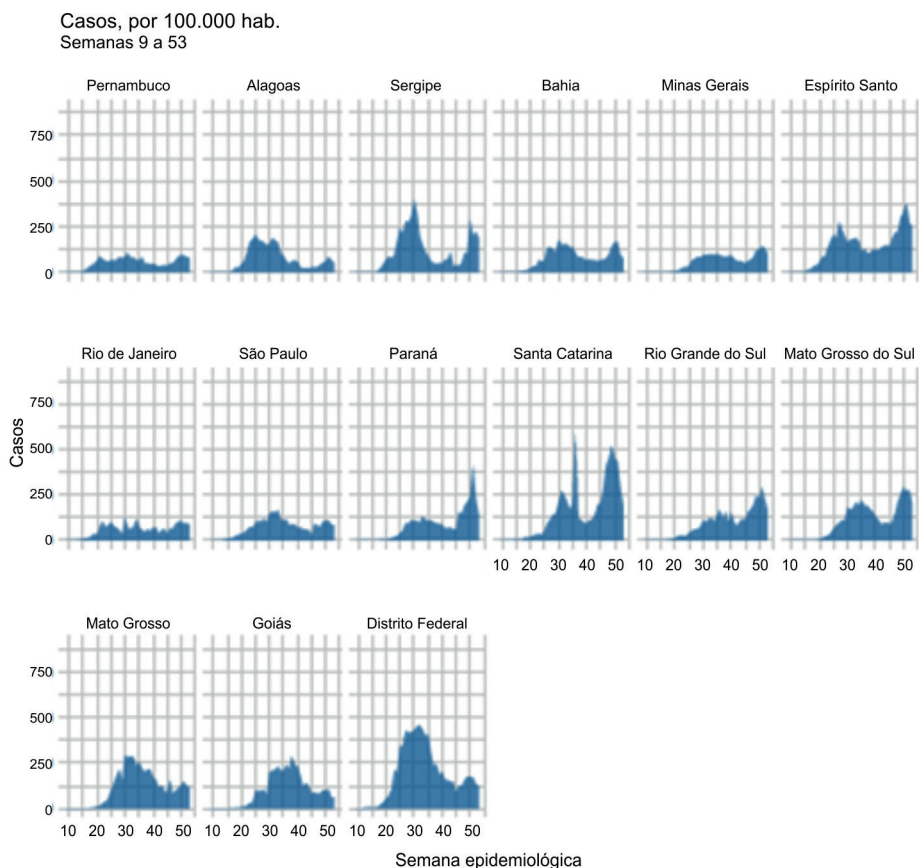 Casos, por 100.000 hab.
Semanas 9 a 53
Pernambuco Alagoas Sergipe Bahia Minas Gerais Espírito Santo
750
500
250
0
Rio de Janeiro São Paulo Paraná Santa Catarina Rio Grande do Sul Mato Grosso do Sul
Casos
750
500
250
0
10 20 30 40 50 10 20 30 40 50 10 20 30 40 50
Mato Grosso Goiás Distrito Federal
750
500
250
0
10 20 30 40 50 10 20 30 40 50 10 20 30 40 50
Semana epidemiológica